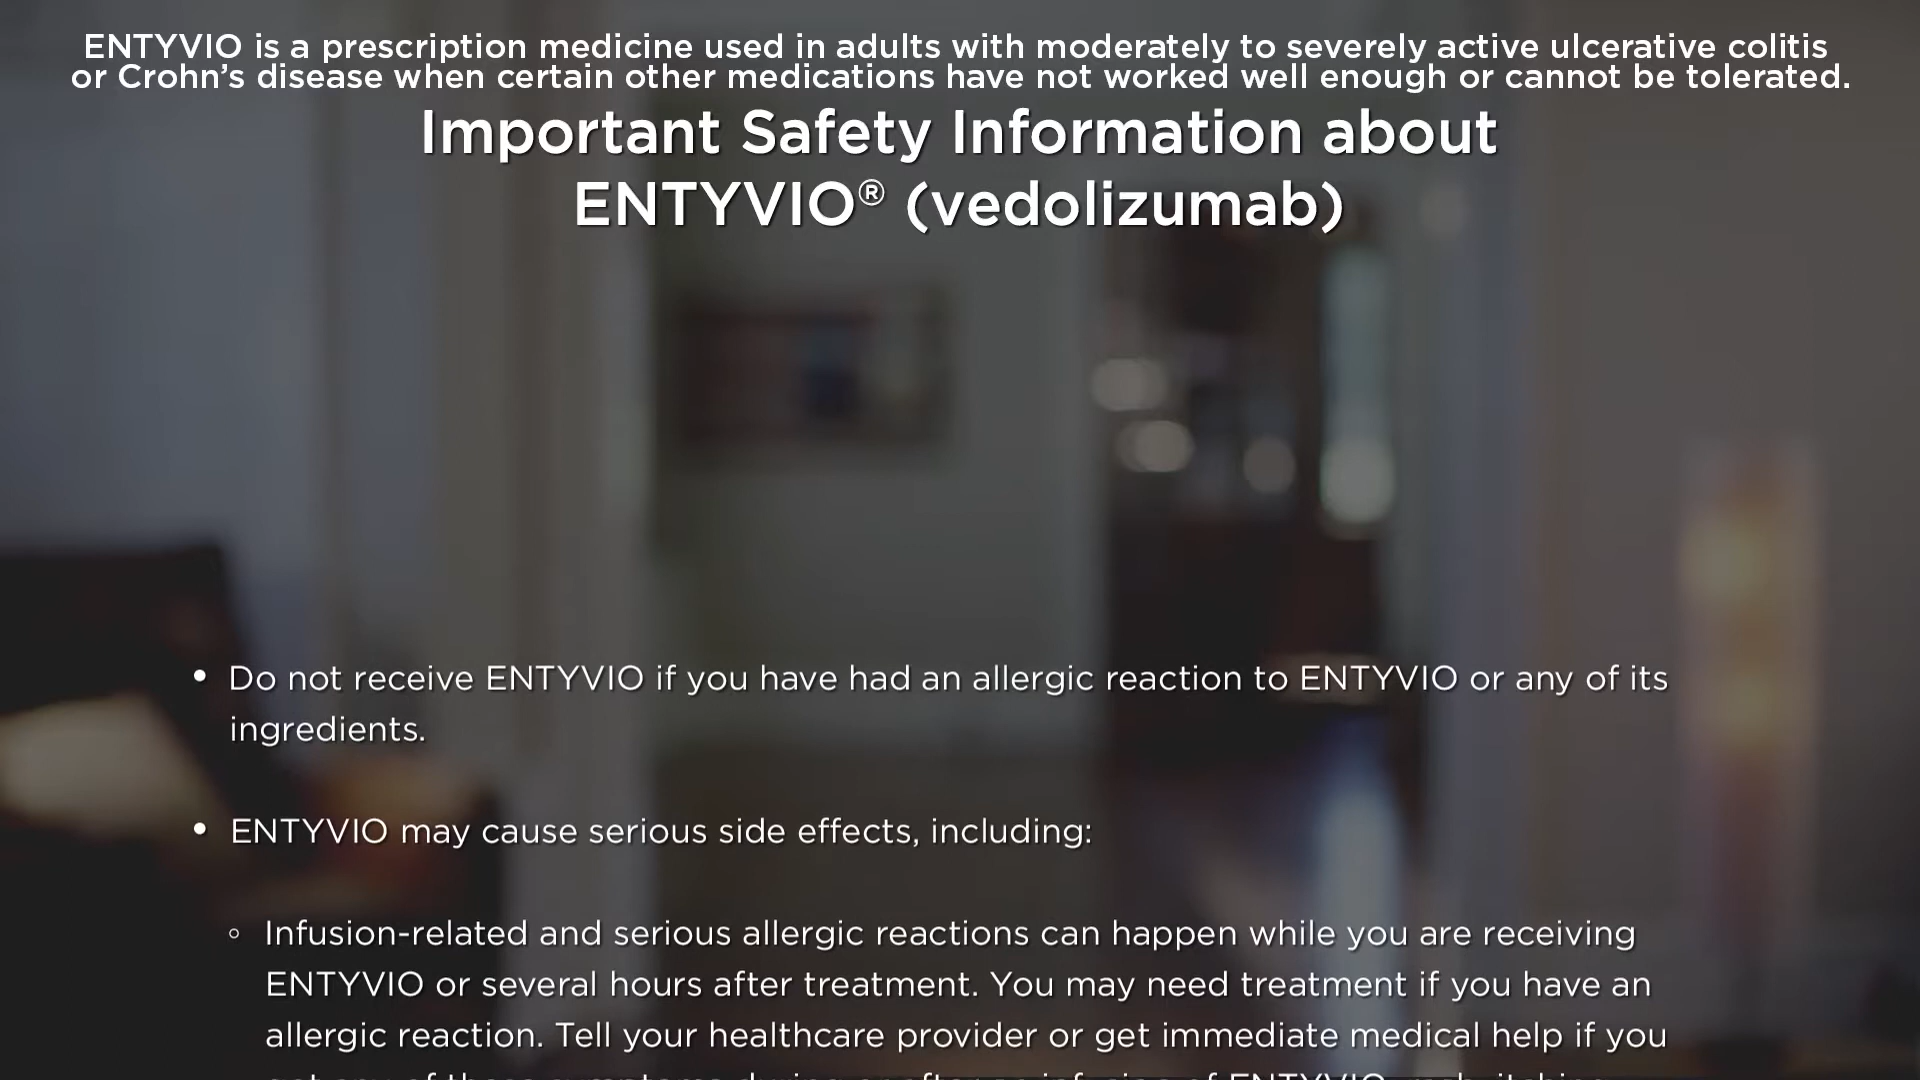 ENTYVIO is a prescription medicine used in adults with moderately to severely active ulcerative colitis
or Crohn's disease when certain other medications have not worked well enough or cannot be tolerated.
Important Safety Information about
ENTYVIO® (vedolizumab)
• Do not receive ENTYVIO if you have had an allergic reaction to ENTYVIO or any of its
ingredients.
• ENTYVIO may cause serious side effects, including:
◦ Infusion-related and serious allergic reactions can happen while you are receiving
ENTYVIO or several hours after treatment. You may need treatment if you have an
allergic reaction. Tell your healthcare provider or get immediate medical help if you